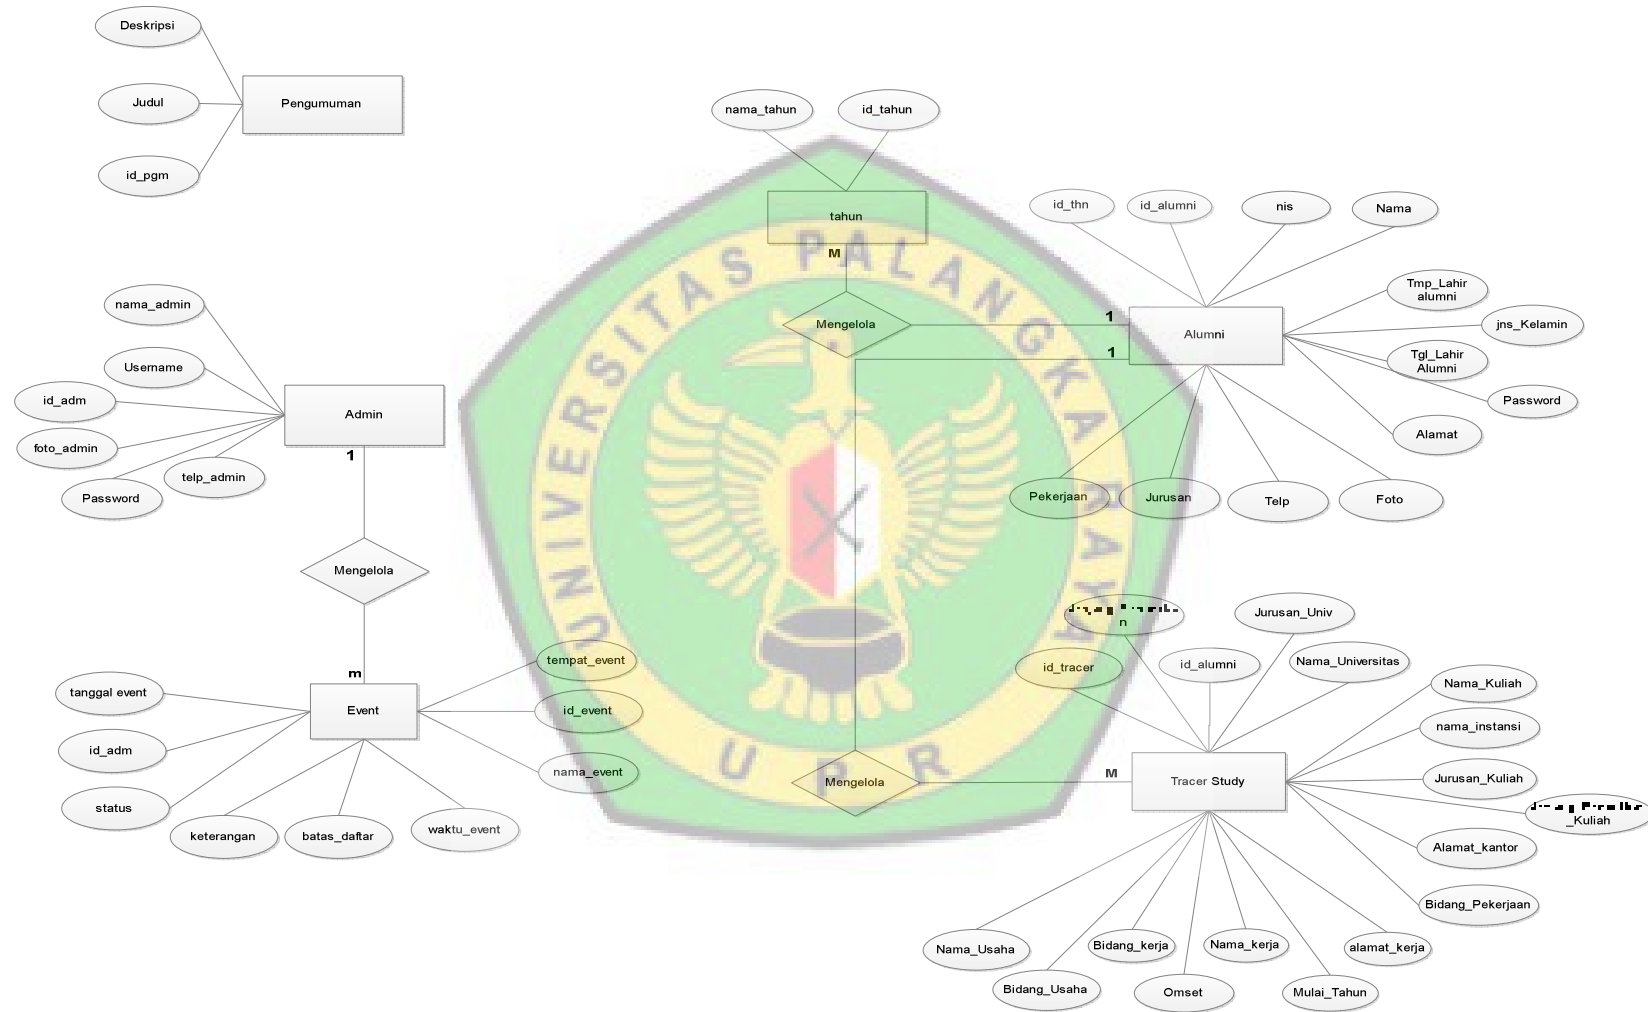 Deskripsi
Judul
id_pgm
Pengumuman
nama_tahun
id_tahun
tahun
M
Mengelola
1
1
id_thn
id_alumni
nis
Nama
Alumni
Tmp_Lahir
alumni
jns_Kelamin
Tgl_Lahir
Alumni
Password
Alamat
Pekerjaan
Jurusan
Telp
Foto
nama_admin
Username
id_adm
foto_admin
Password
telp_admin
Admin
1
Mengelola
m
Event
tanggal event
id_adm
status
keterangan
batas_daftar
waktu_event
tempat_event
id_event
nama_event
UNIVERSITAS PALANGKA RAYA
UPR
Mengelola
M
Tracer Study
n
id_tracer
id_alumni
Jurusan_Univ
Nama_Universitas
Nama_Kuliah
nama_instansi
Jurusan_Kuliah
_Kuliah
Alamat_kantor
Bidang_Pekerjaan
Nama_Usaha
Bidang_Usaha
Bidang_kerja
Omset
Nama_kerja
Mulai_Tahun
alamat_kerja